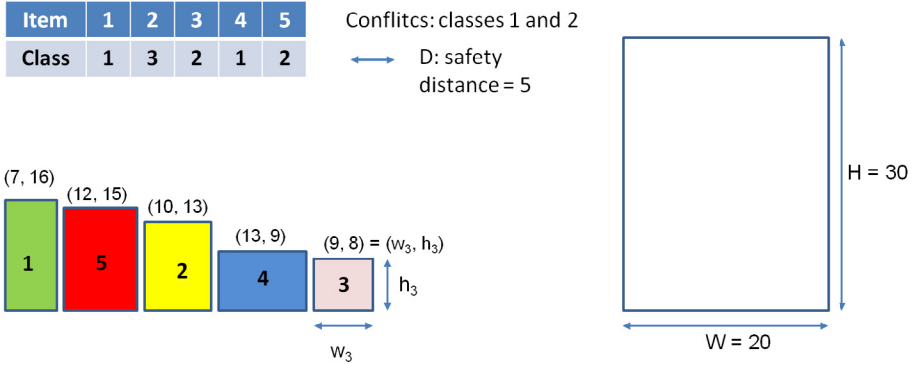 Item 1 2 3 4 5
Class 1 3 2 1 2
Conflitcs: classes 1 and 2
D: safety
distance = 5
(7, 16)
(12, 15)
(10, 13)
(13, 9)
(9, 8) = (w₃, h₃)
1
5
2
4
3
h₃
w₃
H = 30
W = 20